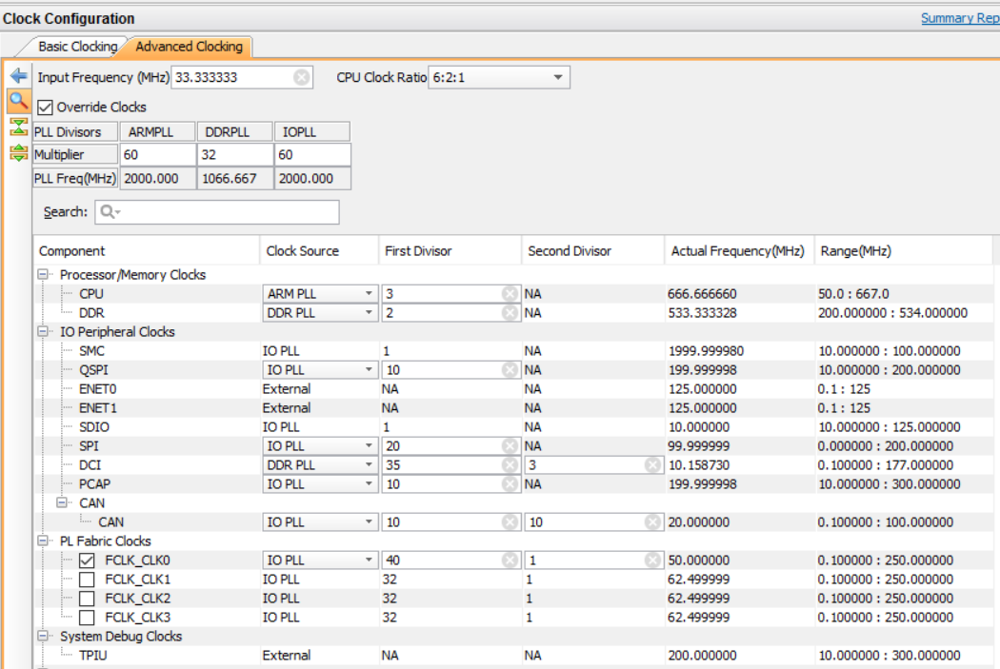 Clock Configuration Summary Rep
Basic Clocking Advanced Clocking
Input Frequency (MHz) 33.333333 CPU Clock Ratio 6:2:1
Override Clocks
PLL Divisors ARMPLL DDRPLL IOPLL
Multiplier 60 32 60
PLL Freq(MHz) 2000.000 1066.667 2000.000
Search:
Component Clock Source First Divisor Second Divisor Actual Frequency(MHz) Range(MHz)
Processor/Memory Clocks
CPU ARM PLL 3 NA 666.666660 50.0 : 667.0
DDR DDR PLL 2 NA 533.333328 200.000000 : 534.000000
IO Peripheral Clocks
SMC IO PLL 1 NA 1999.999980 10.000000 : 100.000000
QSPI IO PLL 10 NA 199.999998 10.000000 : 200.000000
ENET0 External NA NA 125.000000 0.1 : 125
ENET1 External NA NA 125.000000 0.1 : 125
SDIO IO PLL 1 NA 10.000000 10.000000 : 125.000000
SPI IO PLL 20 NA 99.999999 0.000000 : 200.000000
DCI DDR PLL 35 3 10.158730 0.100000 : 177.000000
PCAP IO PLL 10 NA 199.999998 10.000000 : 300.000000
CAN
CAN IO PLL 10 10 20.000000 0.100000 : 100.000000
PL Fabric Clocks
FCLK_CLK0 IO PLL 40 1 50.000000 0.100000 : 250.000000
FCLK_CLK1 IO PLL 32 1 62.499999 0.100000 : 250.000000
FCLK_CLK2 IO PLL 32 1 62.499999 0.100000 : 250.000000
FCLK_CLK3 IO PLL 32 1 62.499999 0.100000 : 250.000000
System Debug Clocks
TPIU External NA NA 200.000000 10.000000 : 300.000000